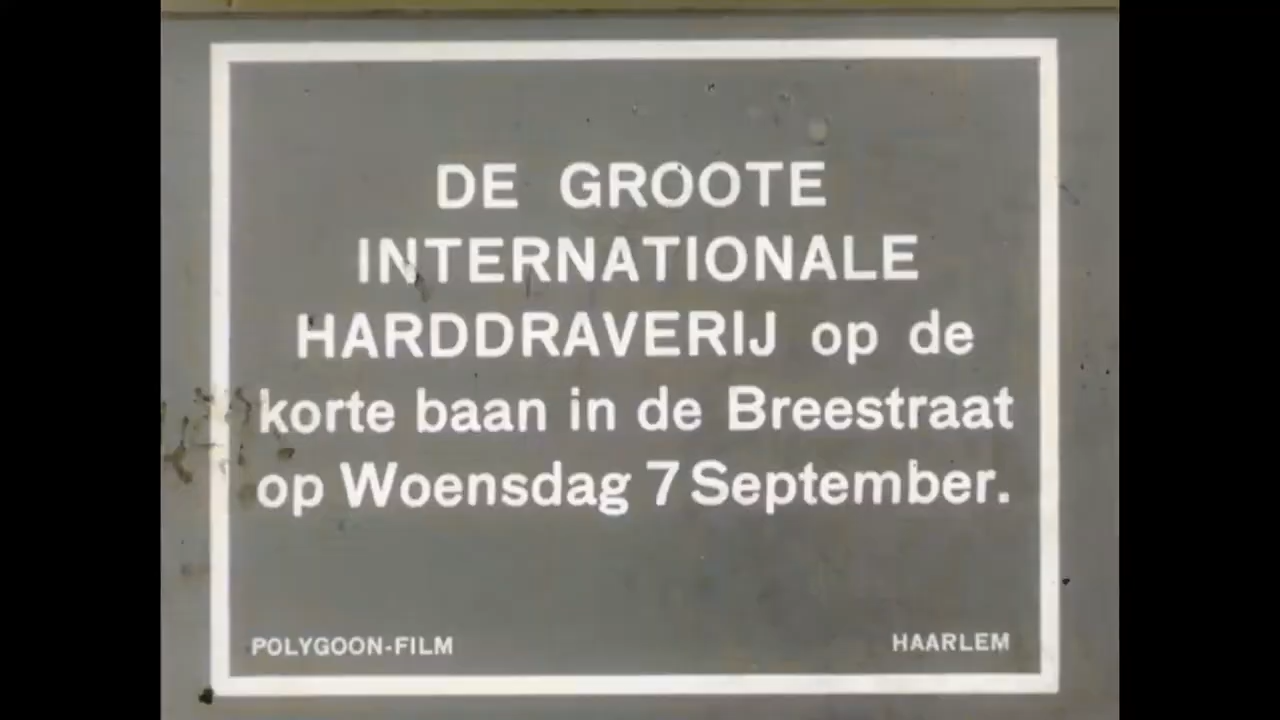 DE GROOTE
INTERNATIONALE
HARDDRAVERIJ op de
korte baan in de Breestraat
op Woensdag 7 September.
POLYGOON-FILM
HAARLEM